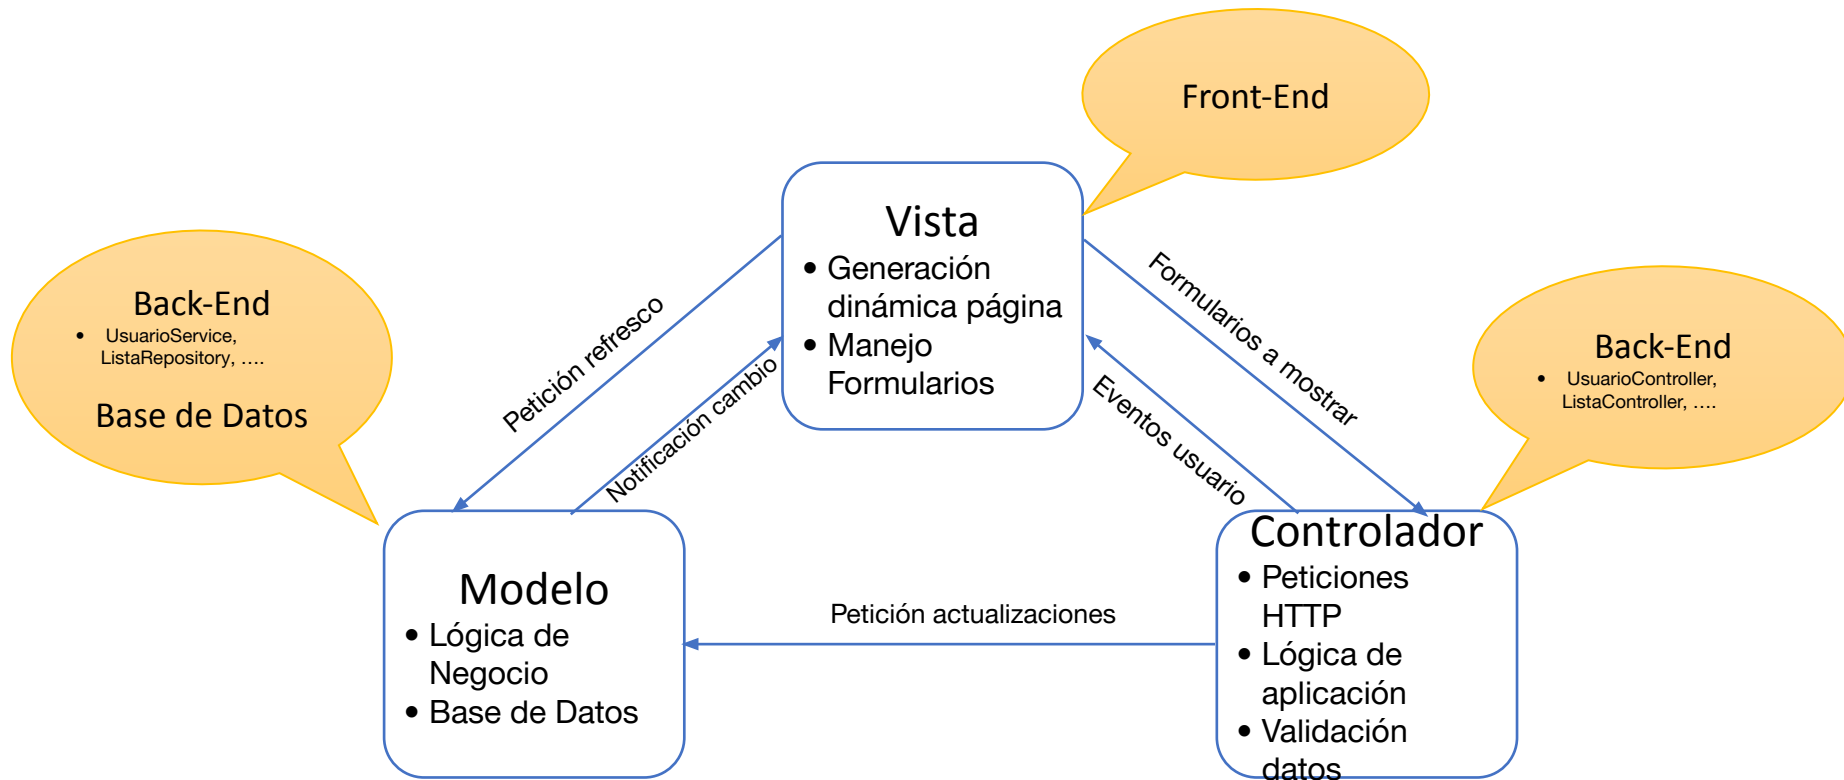 Front-End
Vista
• Generación
dinámica página
• Manejo
Formularios
Back-End
• UsuarioService,
ListaRepository, ....
Base de Datos
Petición refresco
Notificación cambio
Formularios a mostrar
Eventos usuario
Back-End
• UsuarioController,
ListaController, ....
Modelo
• Lógica de
Negocio
• Base de Datos
Petición actualizaciones
Controlador
• Peticiones
HTTP
• Lógica de
aplicación
• Validación
datos